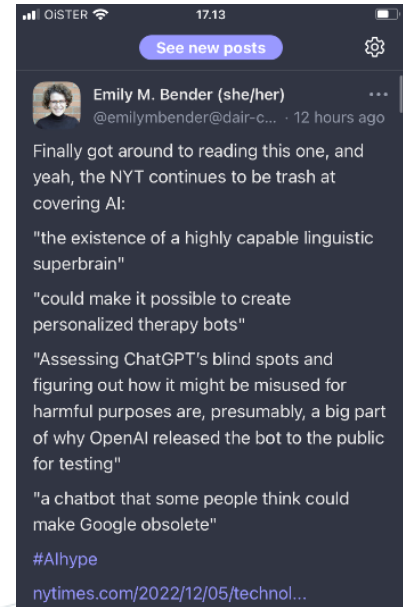 OiSTER 17.13
See new posts
Emily M. Bender (she/her)
@emilymbender@dair-c... · 12 hours ago
Finally got around to reading this one, and
yeah, the NYT continues to be trash at
covering AI:
"the existence of a highly capable linguistic
superbrain"
"could make it possible to create
personalized therapy bots"
"Assessing ChatGPT's blind spots and
figuring out how it might be misused for
harmful purposes are, presumably, a big part
of why OpenAI released the bot to the public
for testing"
"a chatbot that some people think could
make Google obsolete"
#AIhype
nytimes.com/2022/12/05/technol...